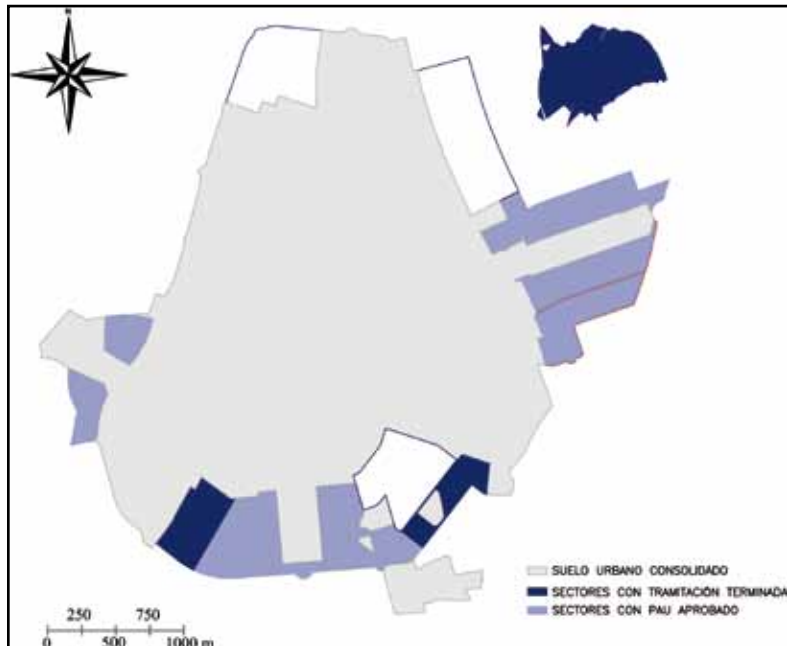 N
SUELO URBANO CONSOLIDADO
SECTORES CON TRAMITACIÓN TERMINADA
SECTORES CON PAU APROBADO
250 750
0 500 1000 m